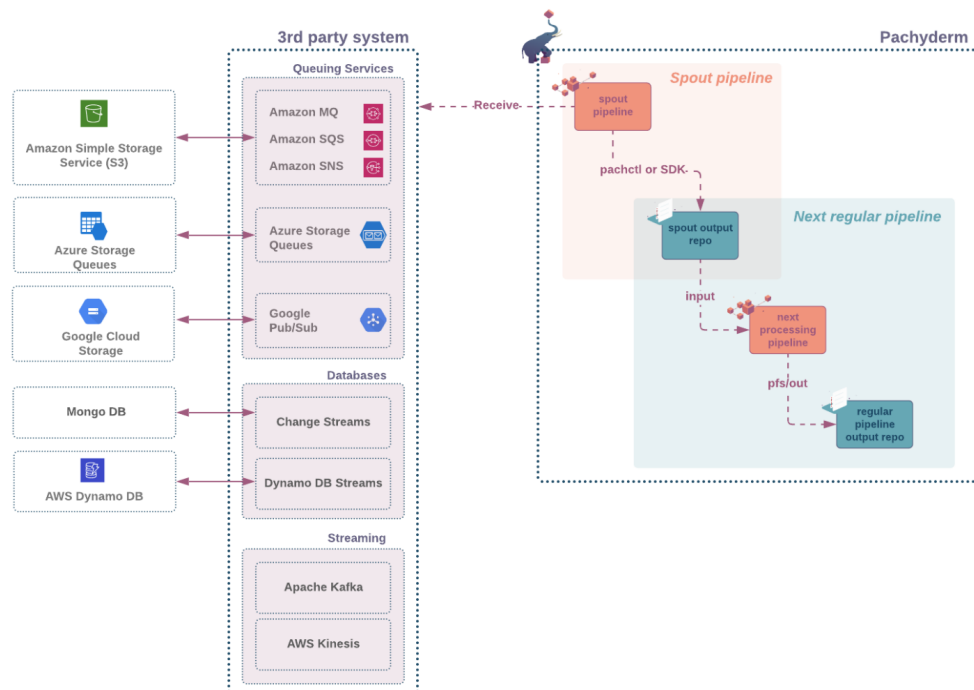 3rd party system
Pachyderm
Queuing Services
Amazon Simple Storage
Service (S3)
Amazon MQ
Amazon SQS
Amazon SNS
Receive
Spout pipeline
spout
pipeline
pachctl or SDK
Azure Storage
Queues
Azure Storage
Queues
Next regular pipeline
spout output
repo
input
Google Cloud
Storage
Google
Pub/Sub
next
processing
pipeline
Databases
pfs/out
Mongo DB
Change Streams
regular
pipeline
output repo
AWS Dynamo DB
Dynamo DB Streams
Streaming
Apache Kafka
AWS Kinesis